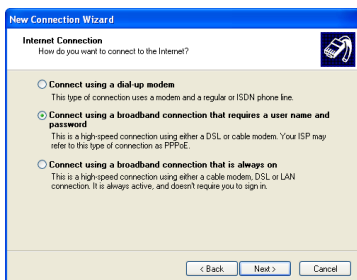 New Connection Wizard
Internet Connection
How do you want to connect to the Internet?
Connect using a dial-up modem
This type of connection uses a modem and a regular or ISDN phone line.
Connect using a broadband connection that requires a user name and
password
This is a high-speed connection using either a DSL or cable modem. Your ISP may
refer to this type of connection as PPPoE.
Connect using a broadband connection that is always on
This is a high-speed connection using either a cable modem, DSL or LAN
connection. It is always active, and doesn't require you to sign in.
< Back
Next >
Cancel